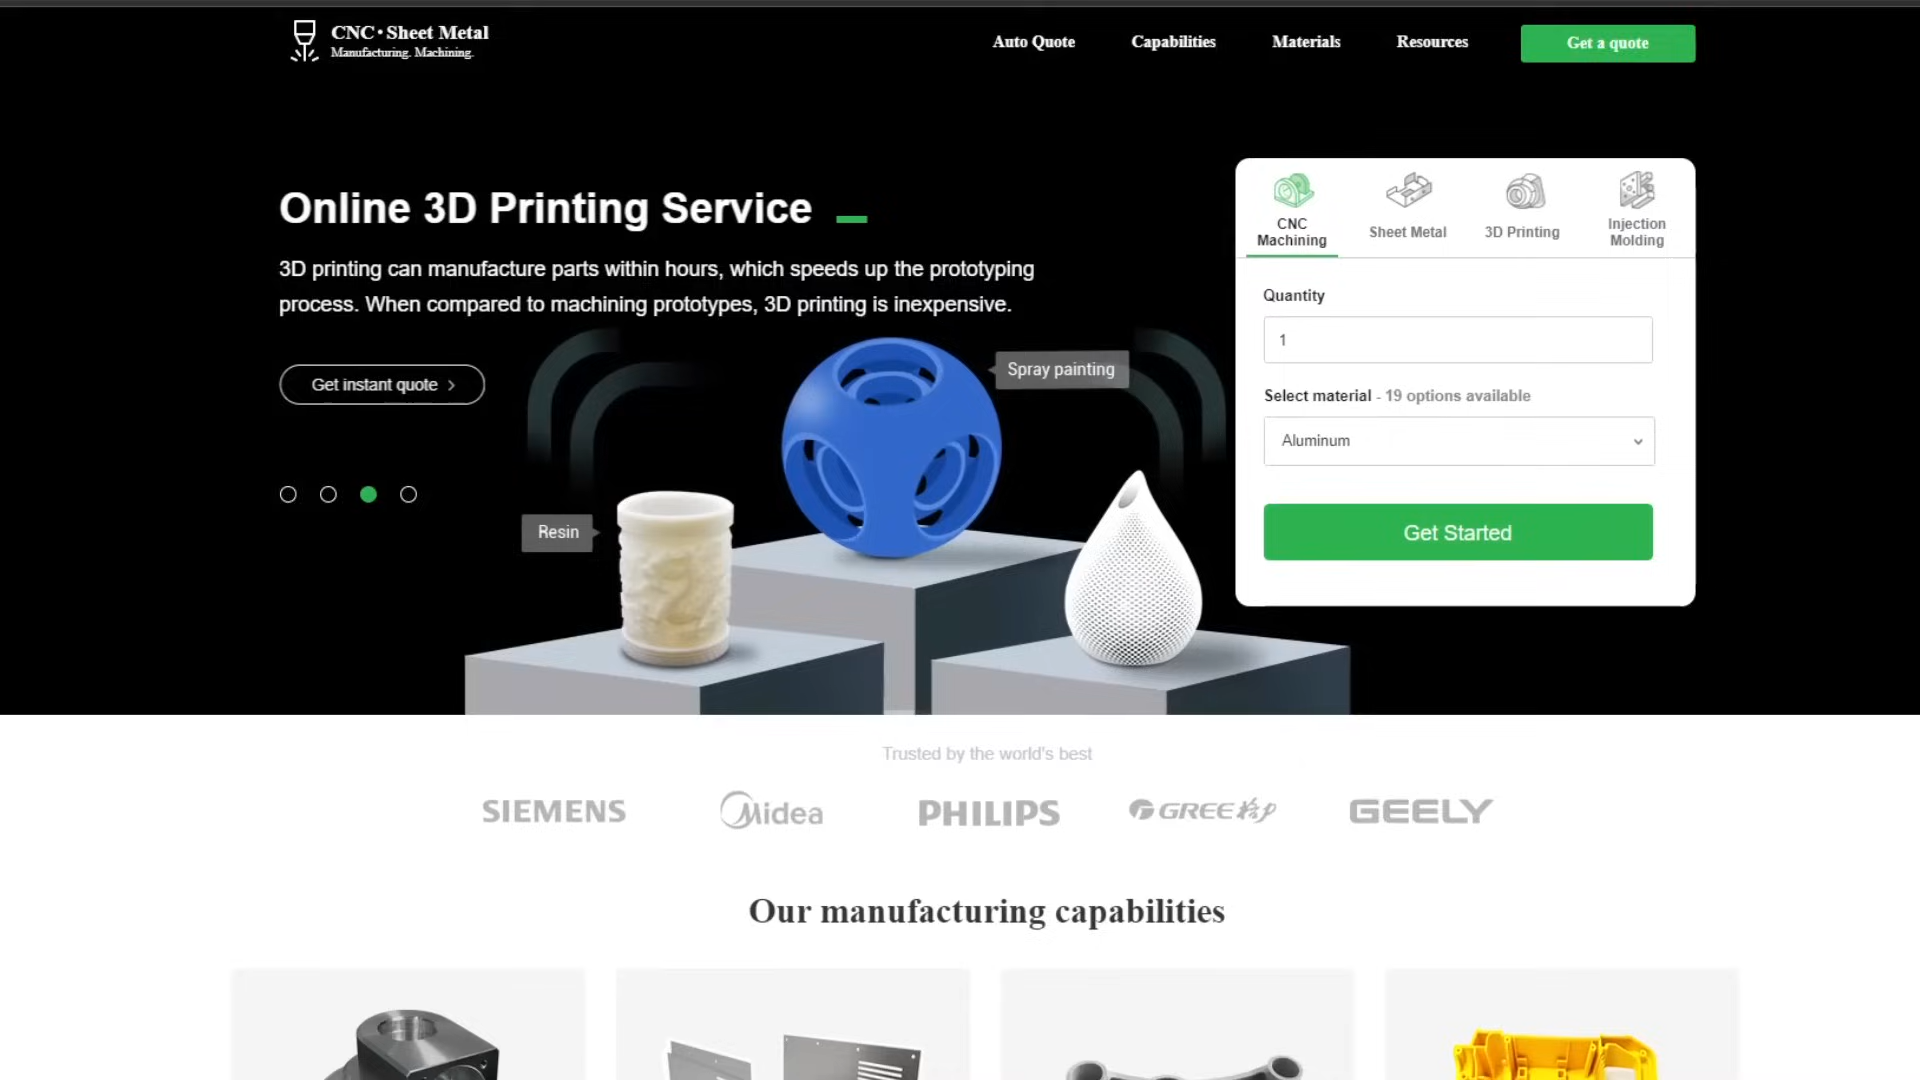 CNC•Sheet Metal
Manufacturing. Machining.
Auto Quote
Capabilities
Materials
Resources
Get a quote
Online 3D Printing Service
3D printing can manufacture parts within hours, which speeds up the prototyping
process. When compared to machining prototypes, 3D printing is inexpensive.
Get instant quote
Spray painting
Resin
CNC
Machining
Sheet Metal
3D Printing
Injection
Molding
Quantity
1
Select material - 19 options available
Aluminum
Get Started
Trusted by the world's best
SIEMENS
Midea
PHILIPS
GREE格力
GEELY
Our manufacturing capabilities